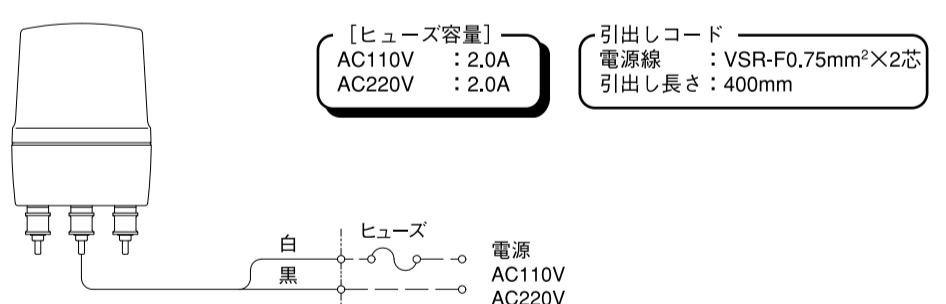 [ヒューズ容量]
AC110V :2.0A
AC220V :2.0A
引出しコード
電源線 :VSR-F0.75mm²×2芯
引出し長さ:400mm
白
黒
ヒューズ
電源
AC110V
AC220V